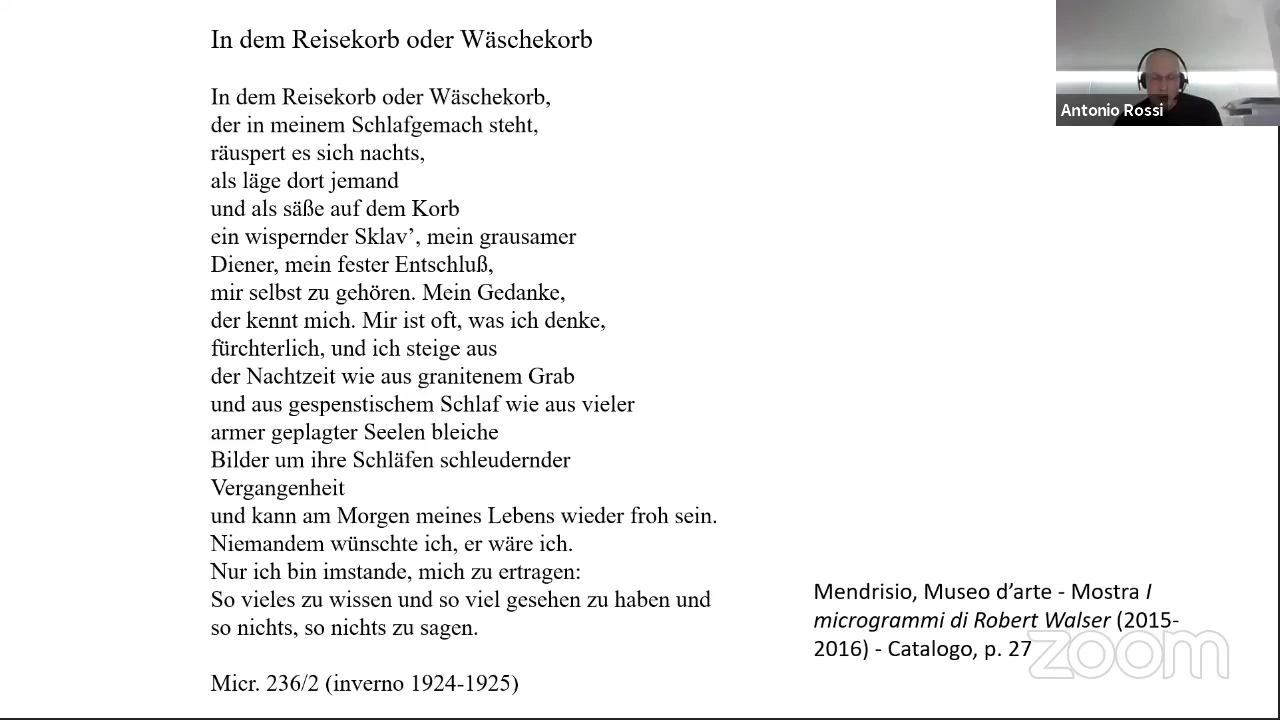 In dem Reisekorb oder Wäschekorb
In dem Reisekorb oder Wäschekorb,
der in meinem Schlafgemach steht,
räuspert es sich nachts,
als läge dort jemand
und als säße auf dem Korb
ein wispernder Sklav’, mein grausamer
Diener, mein fester Entschluß,
mir selbst zu gehören. Mein Gedanke,
der kennt mich. Mir ist oft, was ich denke,
fürchterlich, und ich steige aus
der Nachtzeit wie aus granitenem Grab
und aus gespenstischem Schlaf wie aus vieler
armer geplagter Seelen bleiche
Bilder um ihre Schläfen schleudernder
Vergangenheit
und kann am Morgen meines Lebens wieder froh sein.
Niemandem wünschte ich, er wäre ich.
Nur ich bin imstande, mich zu ertragen:
So vieles zu wissen und so viel gesehen zu haben und
so nichts, so nichts zu sagen.
Micr. 236/2 (inverno 1924-1925)
Mendrisio, Museo d’arte - Mostra I
microgrammi di Robert Walser (2015-
2016) - Catalogo, p. 27
Antonio Rossi
zoom